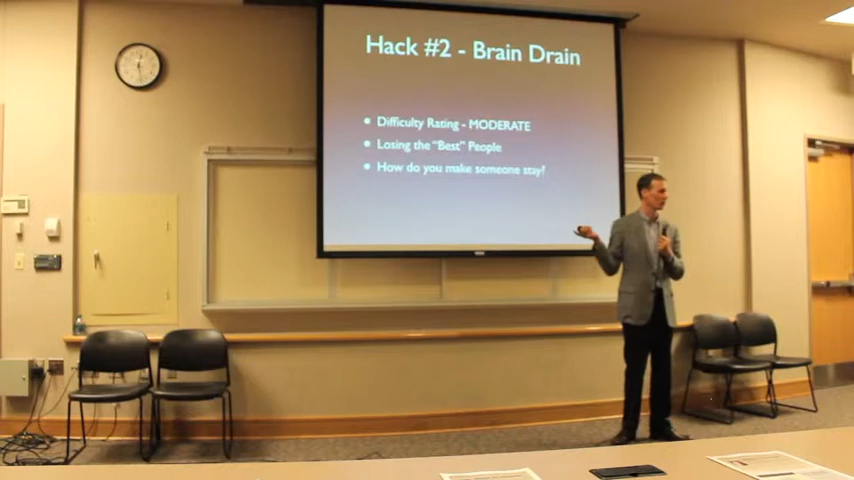 Hack #2 - Brain Drain
Difficulty Rating - MODERATE
Losing the "Best" People
How do you make someone stay?